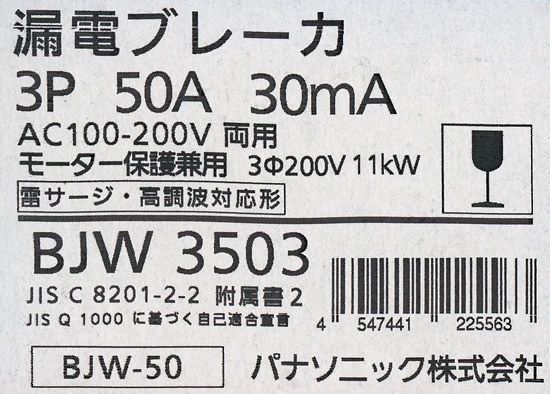 漏電ブレーカ
3P 50A 30mA
AC100-200V 両用
モーター保護兼用 3Φ200V 11kW
雷サージ・高調波対応形
BJW 3503
JIS C 8201-2-2 附属書2
JIS Q 1000 に基づく自己適合宣言
4 547441 225563
BJW-50 パナソニック株式会社